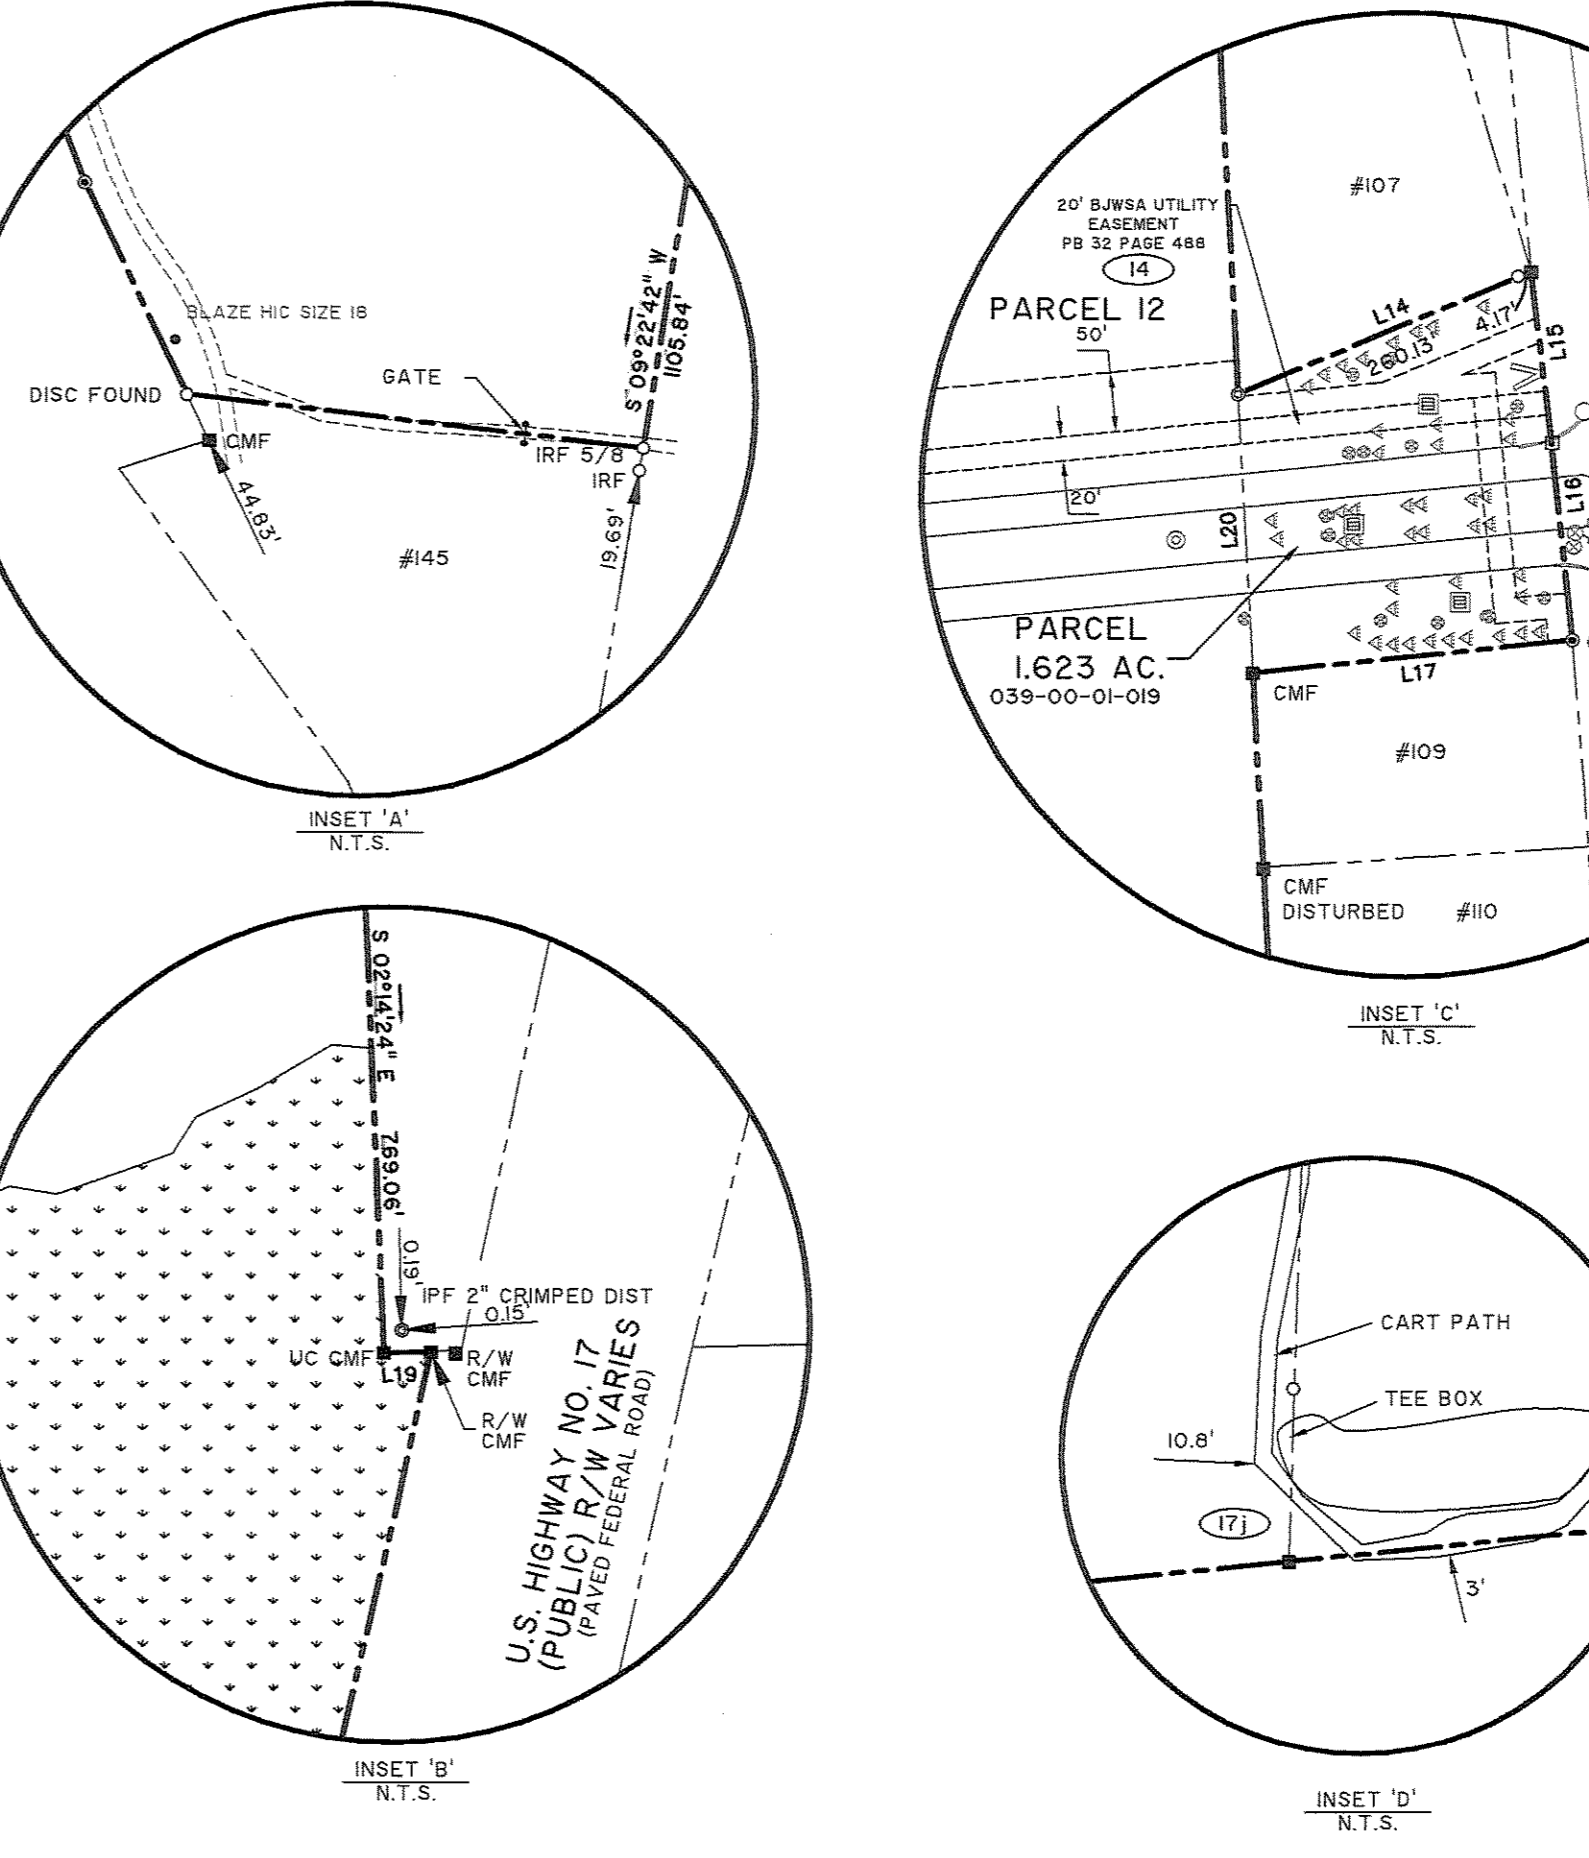 BLAZE HIC SIZE 18
DISC FOUND
GATE
S 09°22'42" W
1105.84'
CMF
IRF 5/8
IRF
44.83'
19.69'
#145
INSET 'A'
N.T.S.
#107
20' BJWSA UTILITY
EASEMENT
PB 32 PAGE 488
14
PARCEL 12
50'
L14
260.13'
4.17'
L15
20'
L20
L16
PARCEL
1.623 AC.
039-00-01-019
L17
CMF
#109
CMF
DISTURBED
#110
INSET 'C'
N.T.S.
S 02°14'24" E 769.06'
0.19'
IPF 2" CRIMPED DIST
0.15'
UC CMF
L19
R/W
CMF
R/W
CMF
U.S. HIGHWAY NO. 17
(PUBLIC) R/W VARIES
(PAVED FEDERAL ROAD)
INSET 'B'
N.T.S.
CART PATH
TEE BOX
10.8'
17j
3'
INSET 'D'
N.T.S.